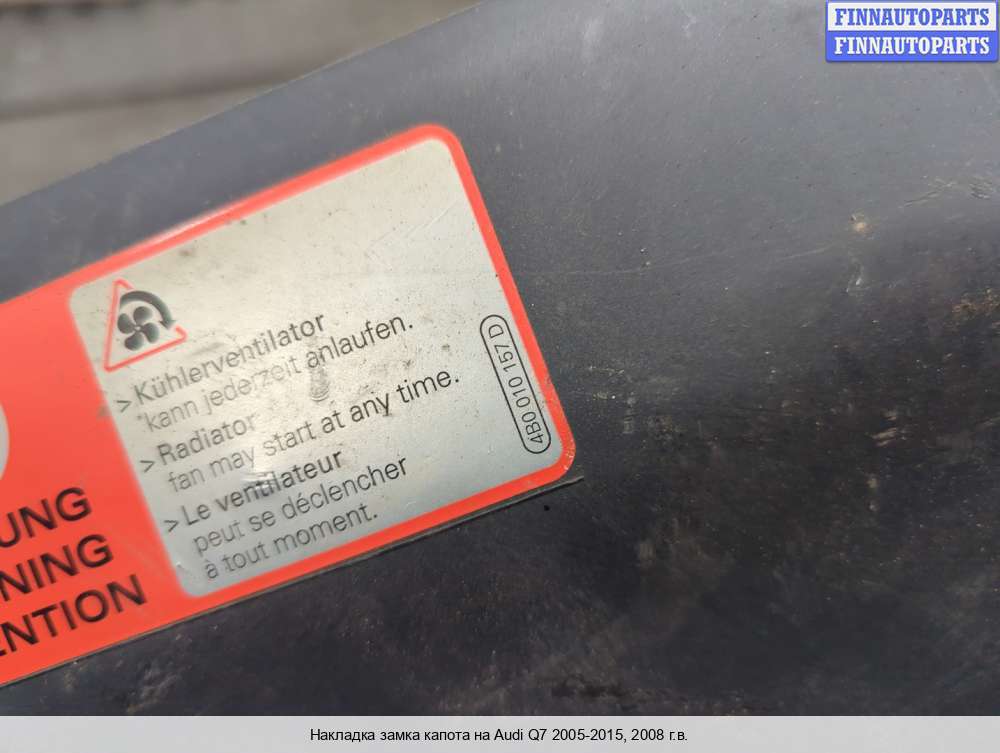 FINNAUTOPARTS
FINNAUTOPARTS
> Kühlerventilator
kann jederzeit anlaufen.
> Radiator
fan may start at any time.
> Le ventilateur
peut se déclencher
à tout moment.
4B0 010 157 D
UNG
NING
ENTION
Накладка замка капота на Audi Q7 2005-2015, 2008 г.в.